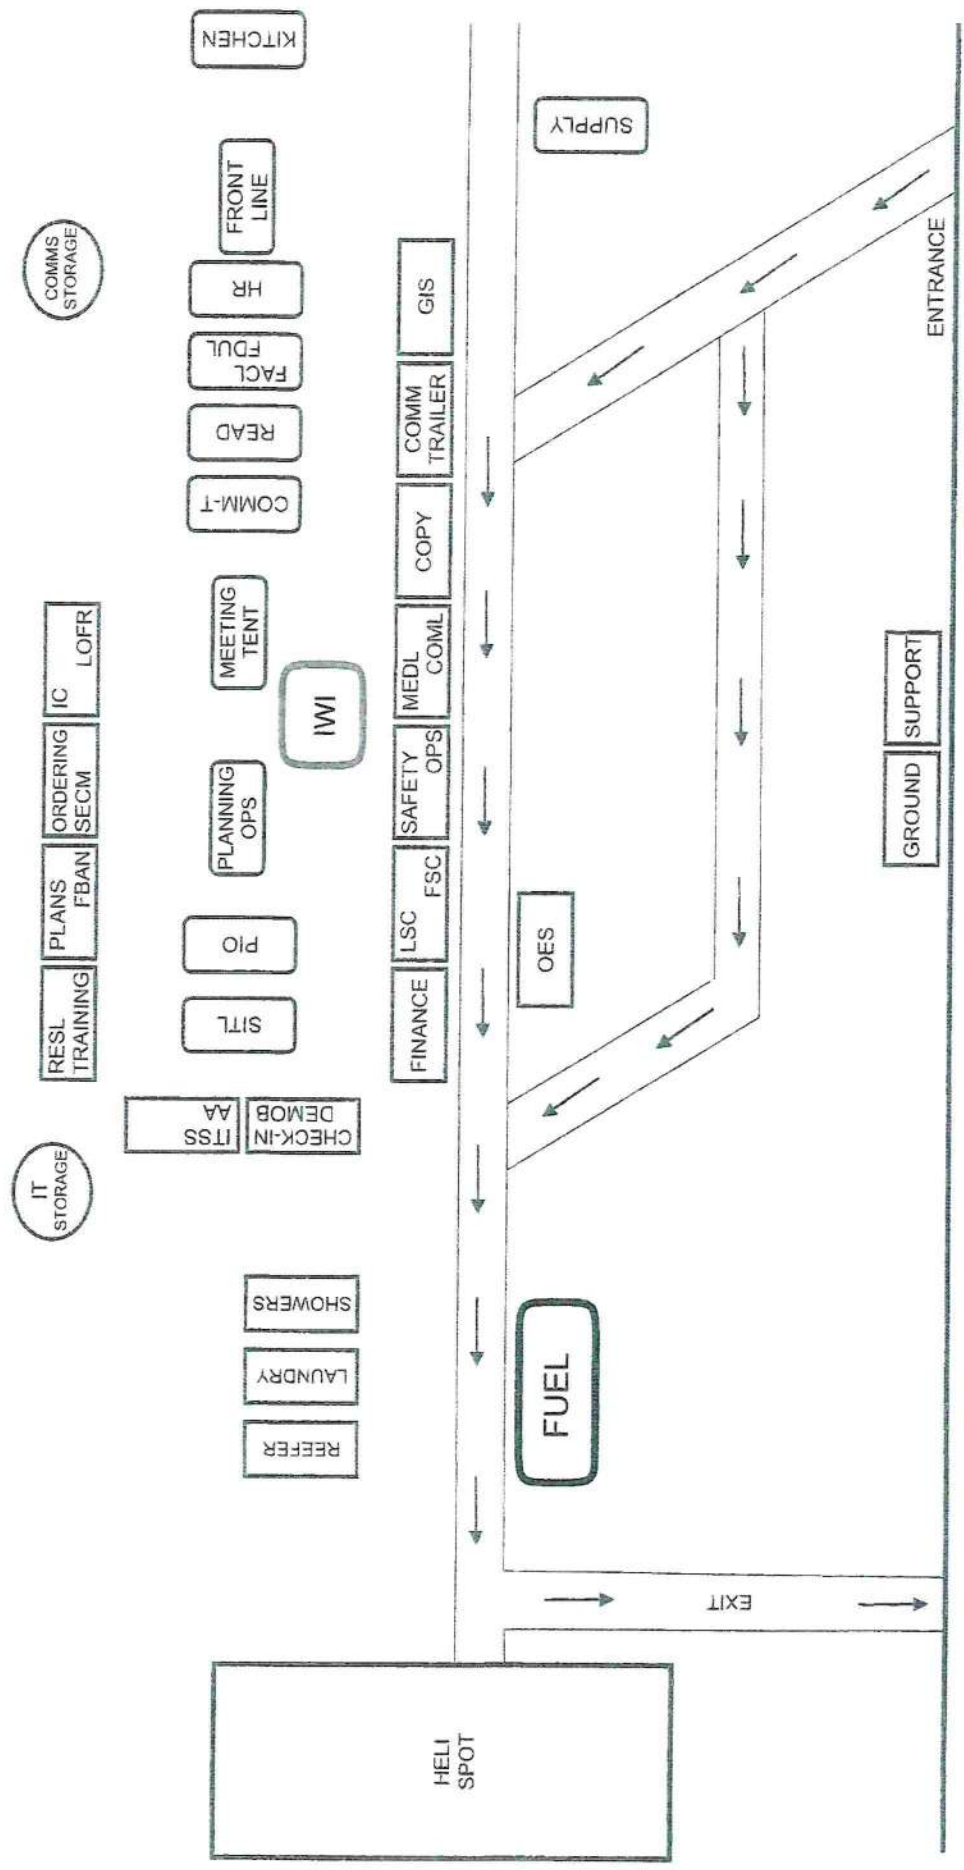 KITCHEN
FRONT
LINE
HR
FACL
FDUL
READ
COMM-T
MEETING
TENT
IWI
PLANNING
OPS
PIO
SITL
COMMS
STORAGE
IC
LOFR
ORDERING
SECM
PLANS
FBAN
RESL
TRAINING
IT
STORAGE
ITSS
AA
CHECK-IN
DEMOB
SHOWERS
LAUNDRY
REEFER
GIS
COMM
TRAILER
COPY
MEDL
COML
SAFETY
OPS
LSC
FSC
FINANCE
SUPPLY
ENTRANCE
OES
GROUND
SUPPORT
FUEL
EXIT
HELI
SPOT